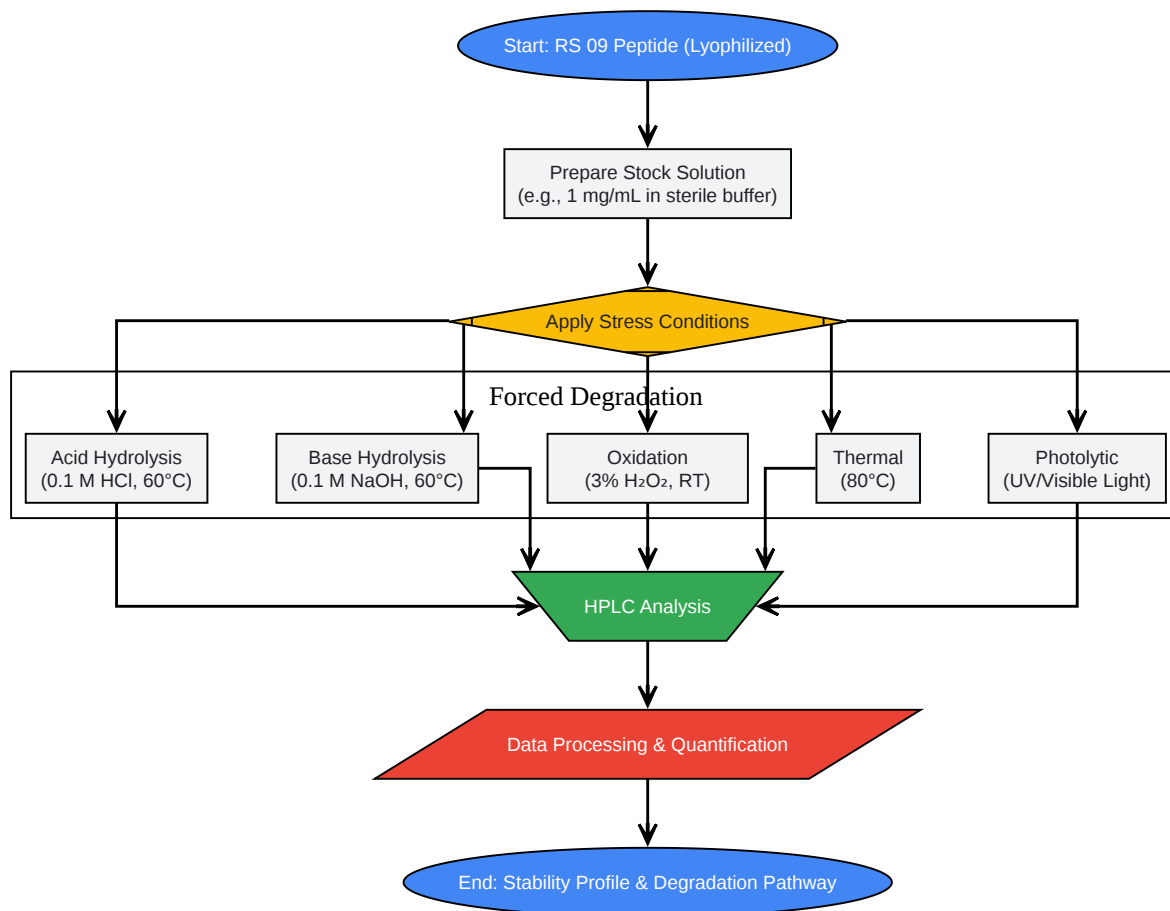 Start: RS 09 Peptide (Lyophilized)
Prepare Stock Solution
(e.g., 1 mg/mL in sterile buffer)
Apply Stress Conditions
Forced Degradation
Acid Hydrolysis
(0.1 M HCl, 60°C)
Base Hydrolysis
(0.1 M NaOH, 60°C)
Oxidation
(3% H₂O₂, RT)
Thermal
(80°C)
Photolytic
(UV/Visible Light)
HPLC Analysis
Data Processing & Quantification
End: Stability Profile & Degradation Pathway